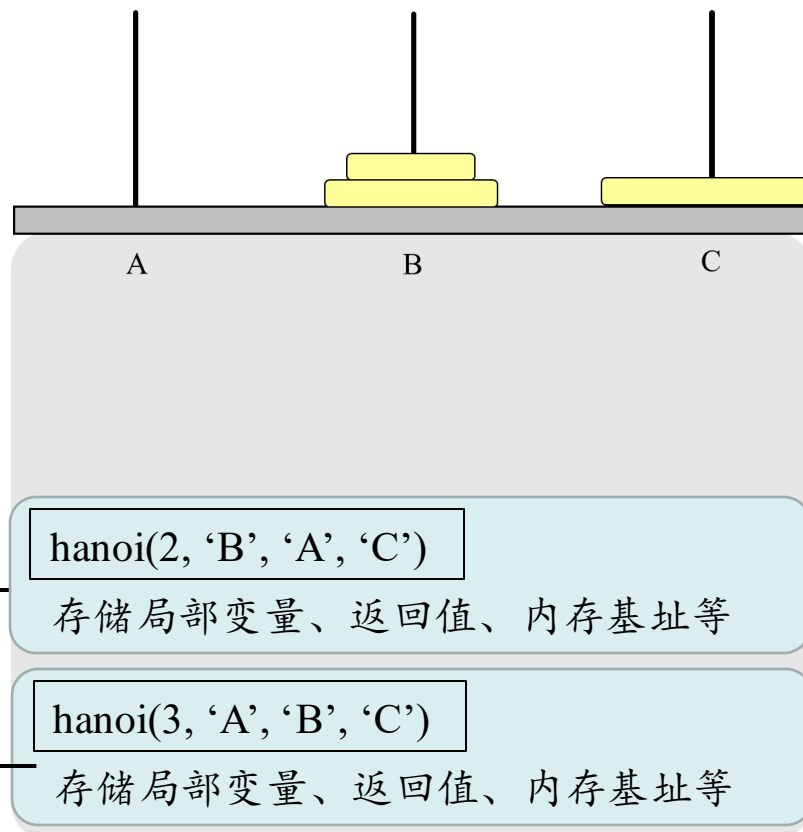 A B C
hanoi(2, ‘B’, ‘A’, ‘C’)
存储局部变量、返回值、内存基址等
hanoi(3, ‘A’, ‘B’, ‘C’)
存储局部变量、返回值、内存基址等